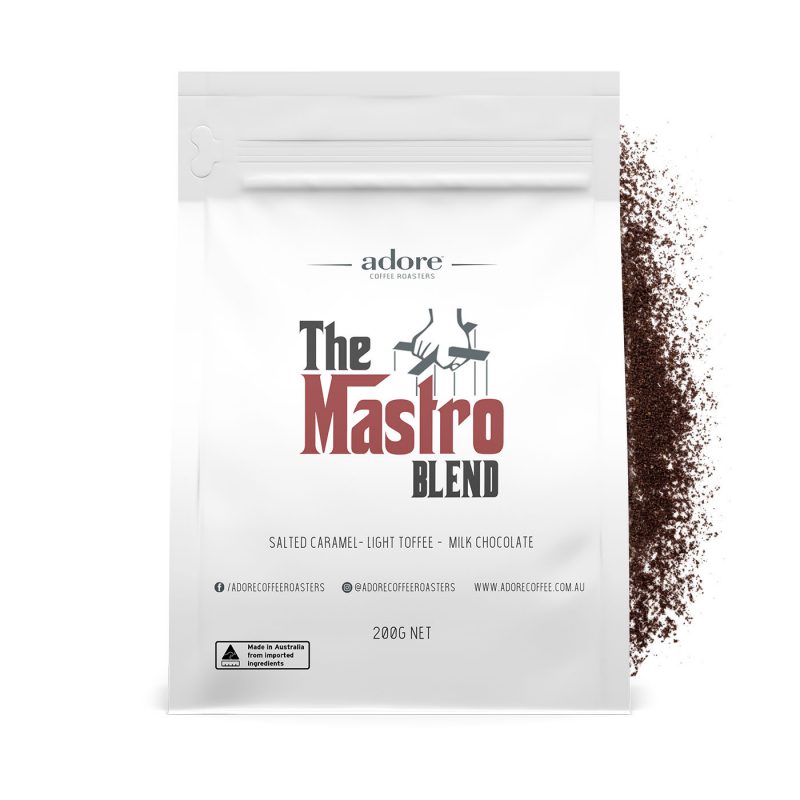 adore
COFFEE ROASTERS
The
Mastro
BLEND
SALTED CARAMEL- LIGHT TOFFEE - MILK CHOCOLATE
/ADORECOFFEEROASTERS @ADORECOFFEEROASTERS WWW.ADORECOFFEE.COM.AU
200G NET
Made in Australia
from imported
ingredients